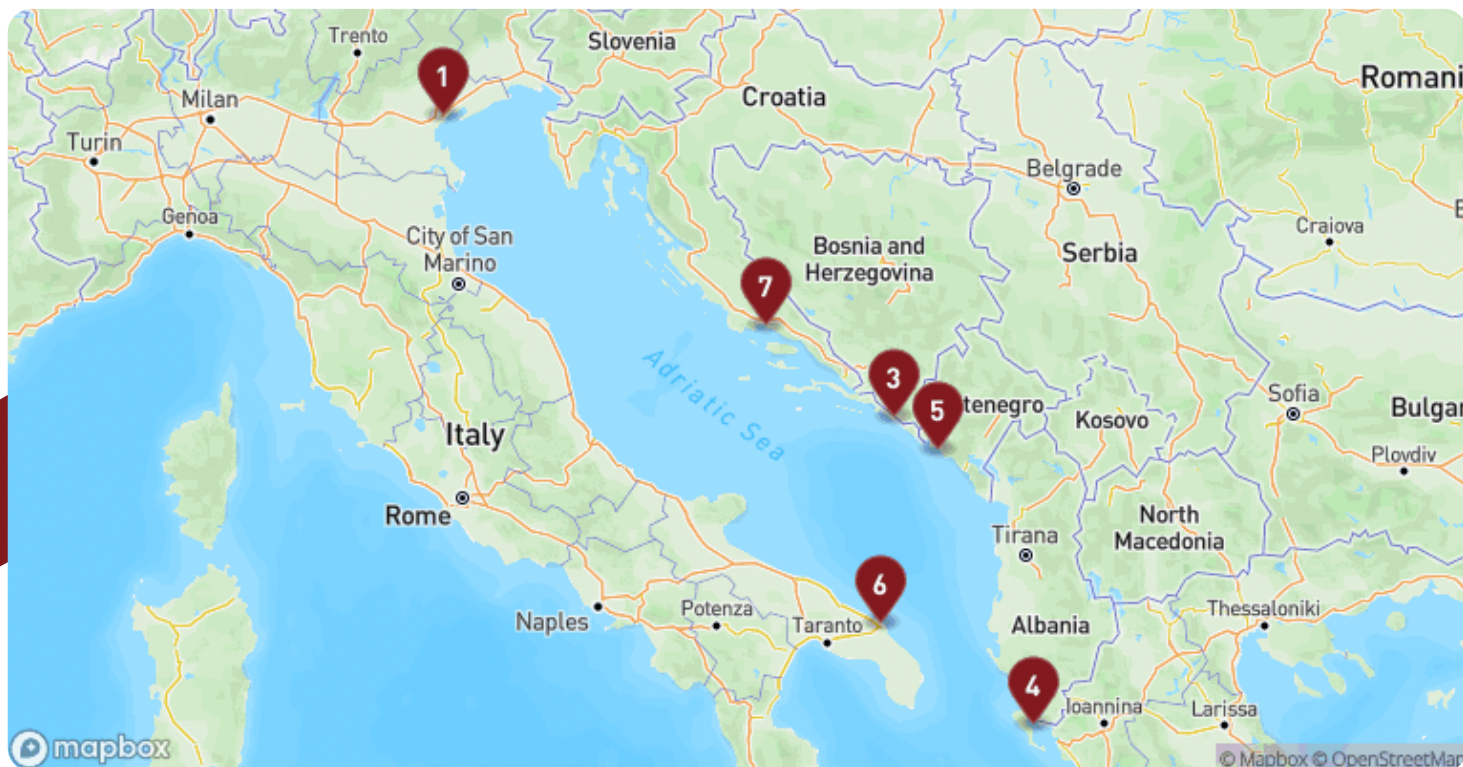 Trento
Slovenia
Romani
1
Milan
Croatia
Turin
Belgrade
Genoa
City of San
Marino
Bosnia and
Herzegovina
Serbia
Craiova
7
Adriatic Sea
3
5
tenegro
Kosovo
Sofia
Bulgar
Italy
Plovdiv
Rome
Tirana
North
Macedonia
6
Naples
Potenza
Taranto
Albania
Thessaloniki
4
Ioannina
Larissa
mapbox
© Mapbox © OpenStreetMap